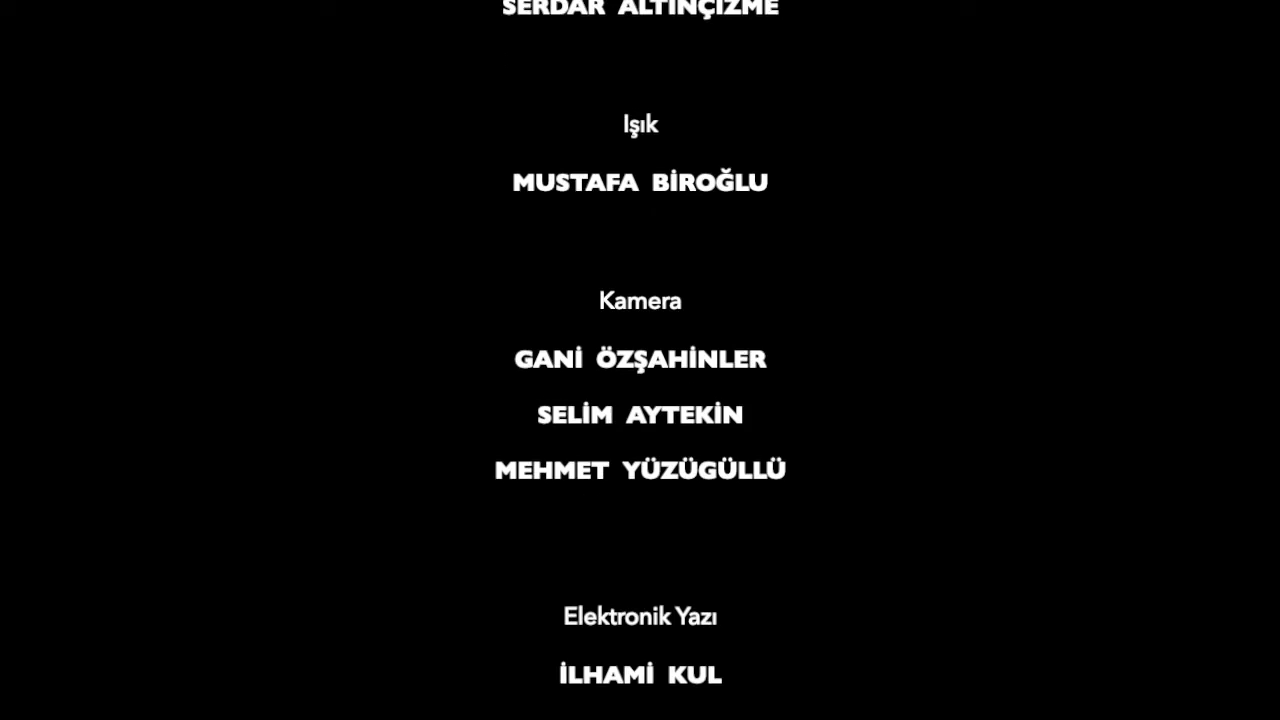 SERDAR ALTINÇİZME
Işık
MUSTAFA BİROĞLU
Kamera
GANİ ÖZŞAHİNLER
SELİM AYTEKİN
MEHMET YÜZÜGÜLLÜ
Elektronik Yazı
İLHAMİ KUL